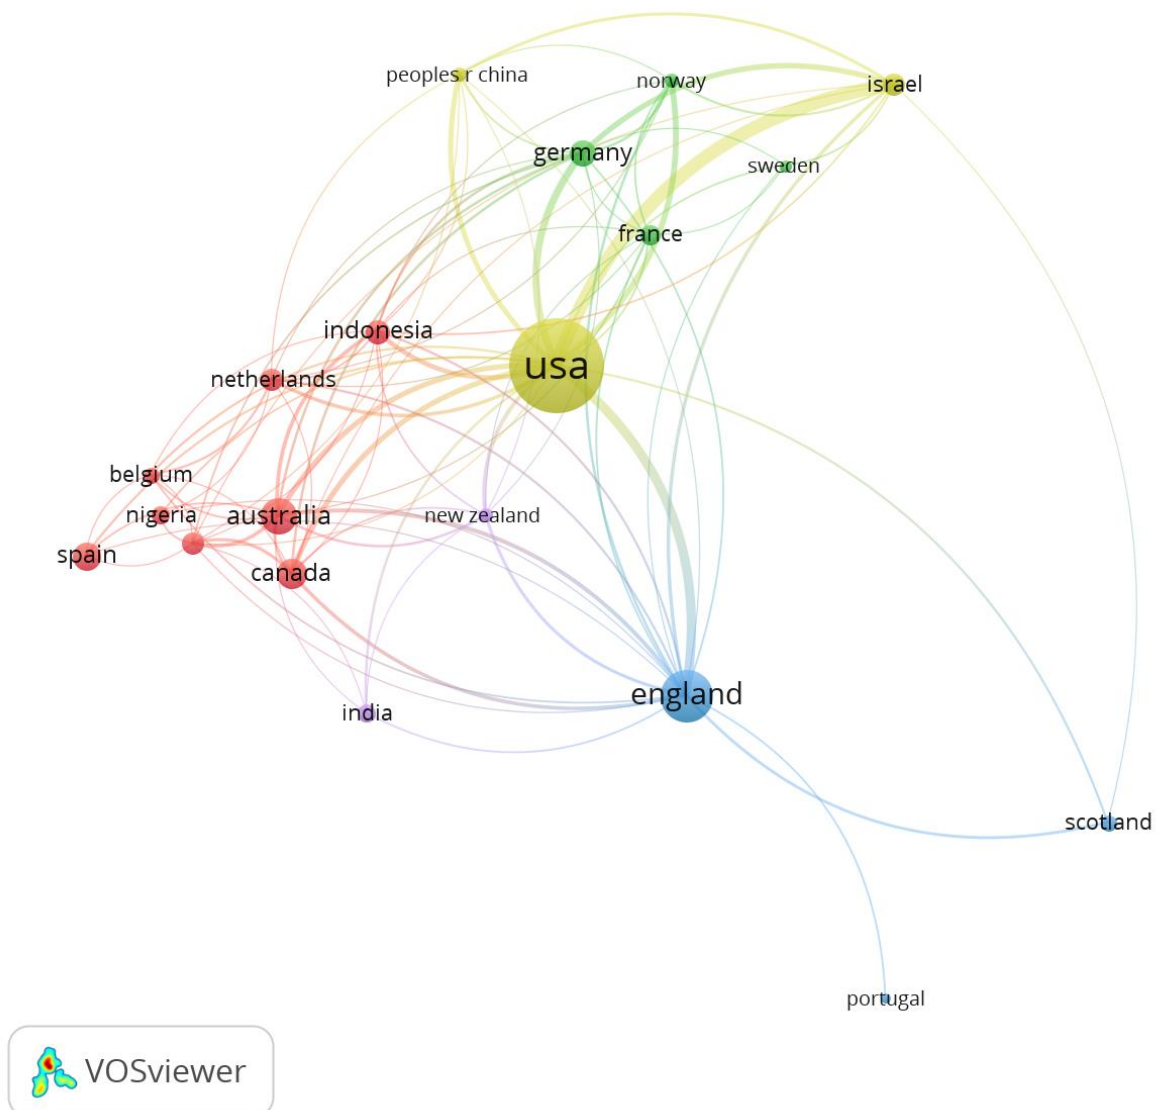 peoples r china
norway
israel
germany
sweden
france
indonesia
usa
netherlands
belgium
nigeria
australia
new zealand
spain
canada
england
india
scotland
portugal
VOSviewer